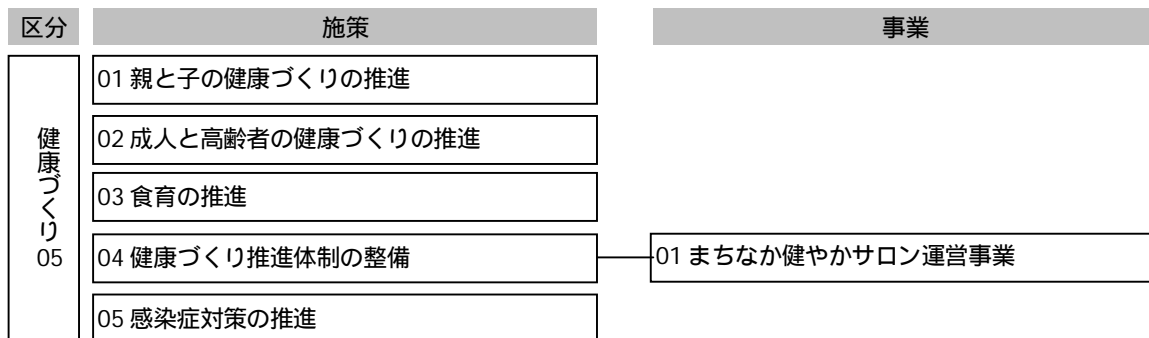 区分 施策 事業
健康づくり 05
01 親と子の健康づくりの推進
02 成人と高齢者の健康づくりの推進
03 食育の推進
04 健康づくり推進体制の整備
01 まちなか健やかサロン運営事業
05 感染症対策の推進